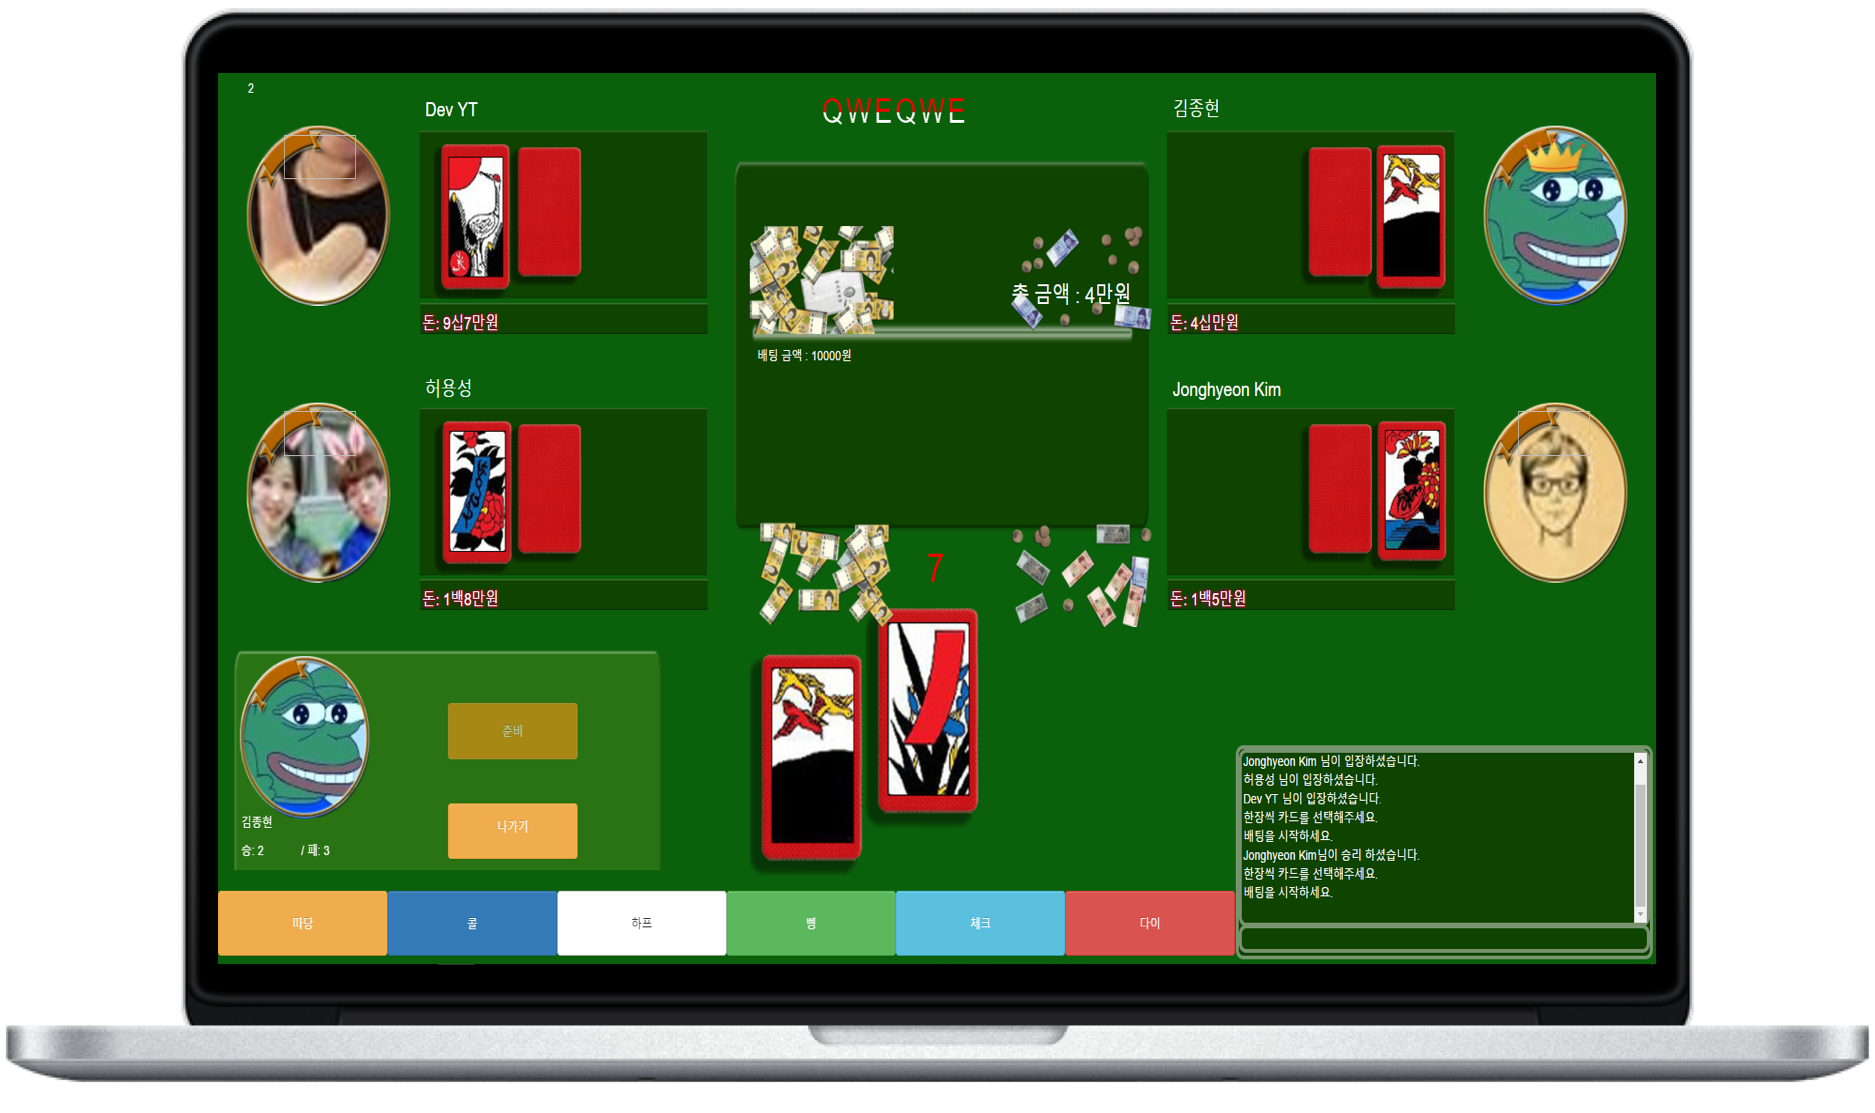 2
QWEQWE
Dev YT
돈: 9십7만원
김종현
돈: 4십만원
총 금액 : 4만원
배팅 금액 : 10000원
허용성
돈: 1백8만원
Jonghyeon Kim
돈: 1백5만원
7
준비
나가기
김종현
승: 2 / 패: 3
따당
콜
하프
삥
체크
다이
Jonghyeon Kim 님이 입장하셨습니다.
허용성 님이 입장하셨습니다.
Dev YT 님이 입장하셨습니다.
한장씩 카드를 선택해주세요.
배팅을 시작하세요.
Jonghyeon Kim님이 승리 하셨습니다.
한장씩 카드를 선택해주세요.
배팅을 시작하세요.